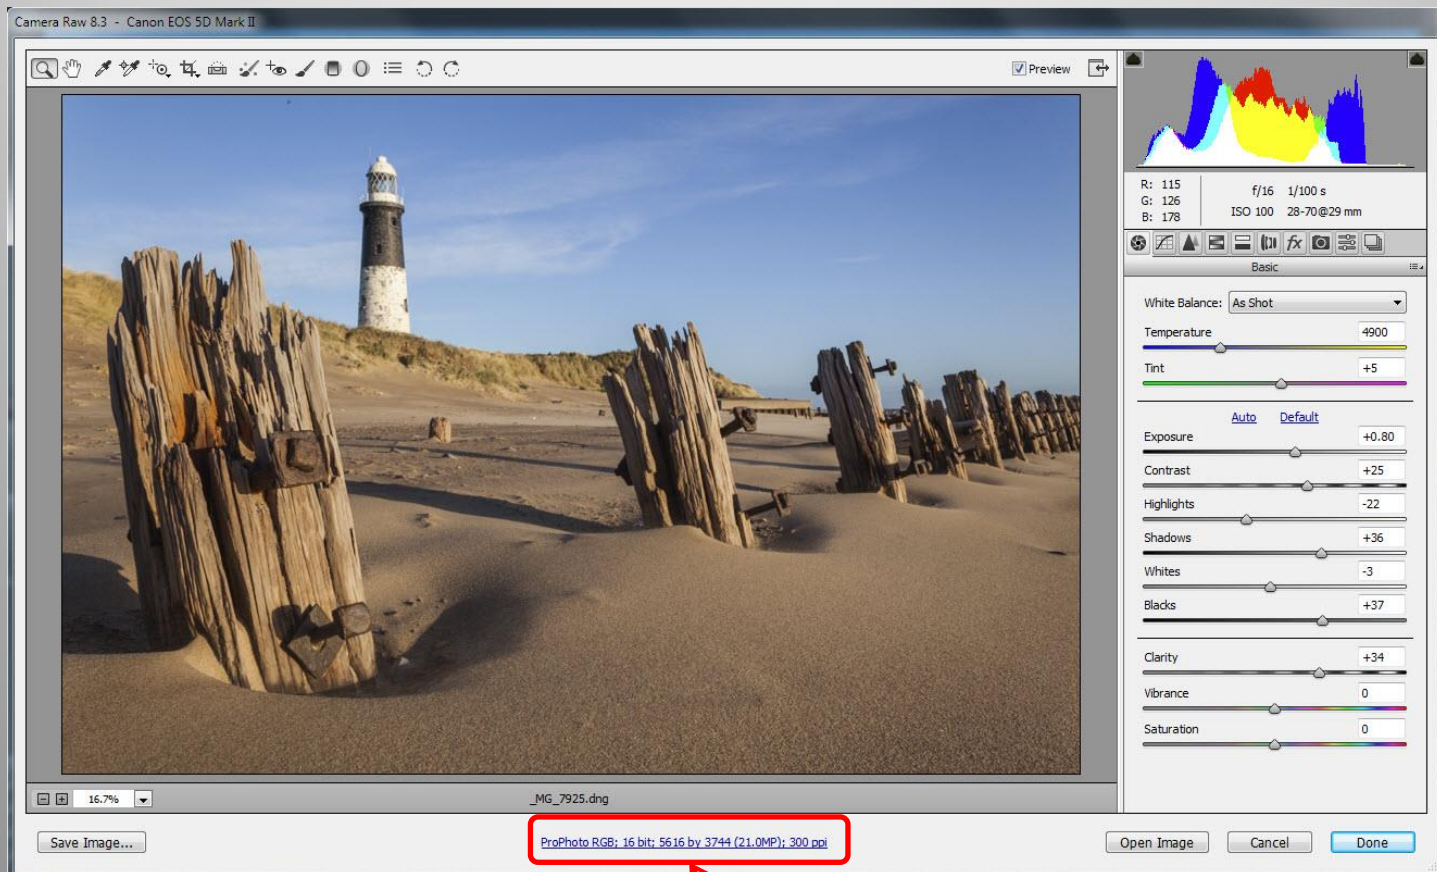 Camera Raw 8.3 - Canon EOS 5D Mark II
Preview
R: 115
G: 126
B: 178
f/16 1/100 s
ISO 100 28-70@29 mm
fx
Basic
White Balance: As Shot
Temperature 4900
Tint +5
Auto Default
Exposure +0.80
Contrast +25
Highlights -22
Shadows +36
Whites -3
Blacks +37
Clarity +34
Vibrance 0
Saturation 0
16.7% _MG_7925.dng
Save Image... ProPhoto RGB; 16 bit; 5616 by 3744 (21.0MP); 300 ppi Open Image Cancel Done